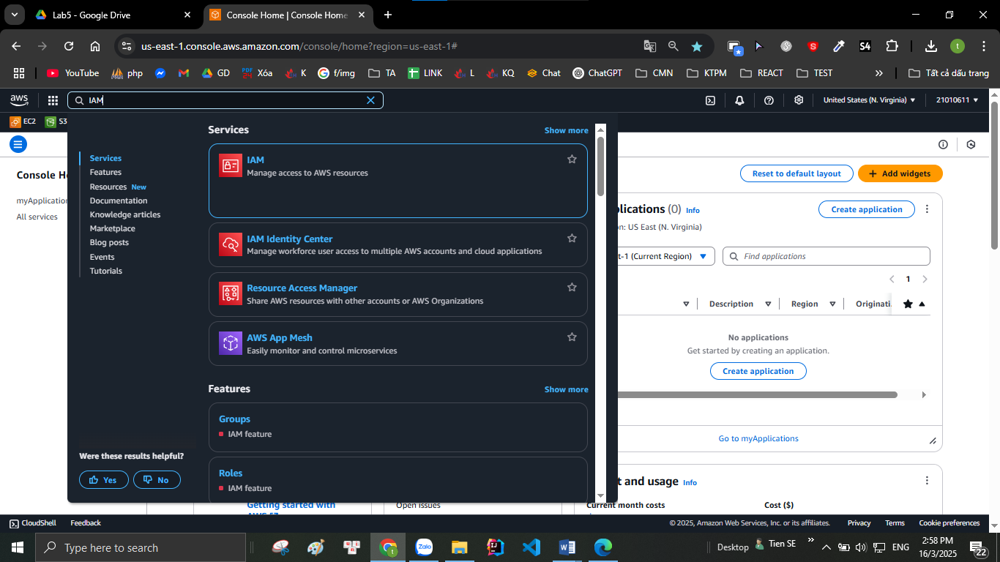 Lab5 - Google Drive
Console Home | Console Home
us-east-1.console.aws.amazon.com/console/home?region=us-east-1#
YouTube
php
GD
PDF 24
Xóa
K
f/img
TA
LINK
L
KQ
Chat
ChatGPT
CMN
KTPM
REACT
TEST
»
Tất cả dấu trang
S4
t
aws
IAM
United States (N. Virginia)
21010611
EC2
S3
Services
Show more
Services
Features
Resources New
Documentation
Knowledge articles
Marketplace
Blog posts
Events
Tutorials
IAM
Manage access to AWS resources
IAM Identity Center
Manage workforce user access to multiple AWS accounts and cloud applications
Resource Access Manager
Share AWS resources with other accounts or AWS Organizations
AWS App Mesh
Easily monitor and control microservices
Features
Show more
Groups
IAM feature
Roles
IAM feature
Were these results helpful?
Yes
No
Console H
myApplication
All services
Reset to default layout
+ Add widgets
plications (0) Info
Create application
n: US East (N. Virginia)
t-1 (Current Region)
Find applications
1
Description
Region
Originati
No applications
Get started by creating an application.
Create application
Go to myApplications
t and usage Info
Getting started with
Open issues
Current month costs
Cost ($)
CloudShell
Feedback
© 2025, Amazon Web Services, Inc. or its affiliates.
Privacy
Terms
Cookie preferences
Type here to search
Zalo
Desktop
Tien SE
»
ENG
2:58 PM
16/3/2025
22